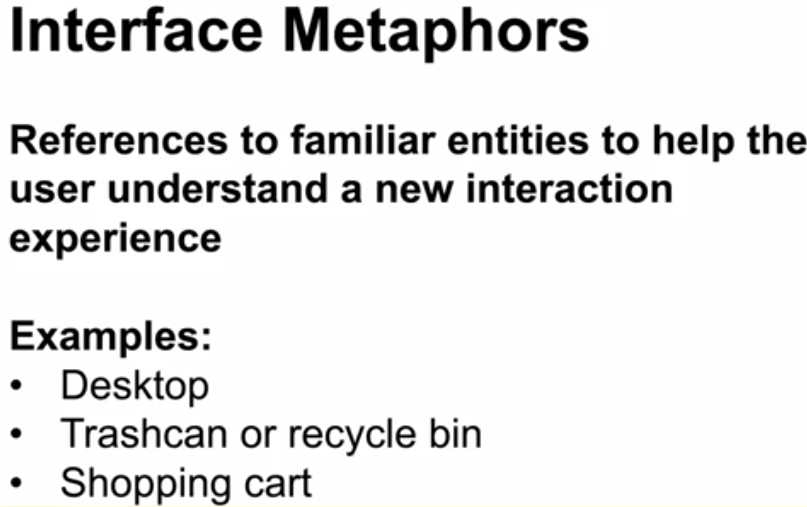 Interface Metaphors
References to familiar entities to help the
user understand a new interaction
experience
Examples:
• Desktop
• Trashcan or recycle bin
• Shopping cart